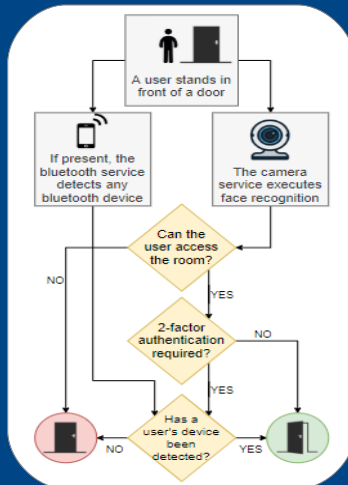 A user stands in
front of a door
If present, the
bluetooth service
detects any
bluetooth device
The camera
service executes
face recognition
Can the
user access
the room?
NO
YES
2-factor
authentication
required?
NO
YES
Has a
user's device
been
detected?
NO
YES